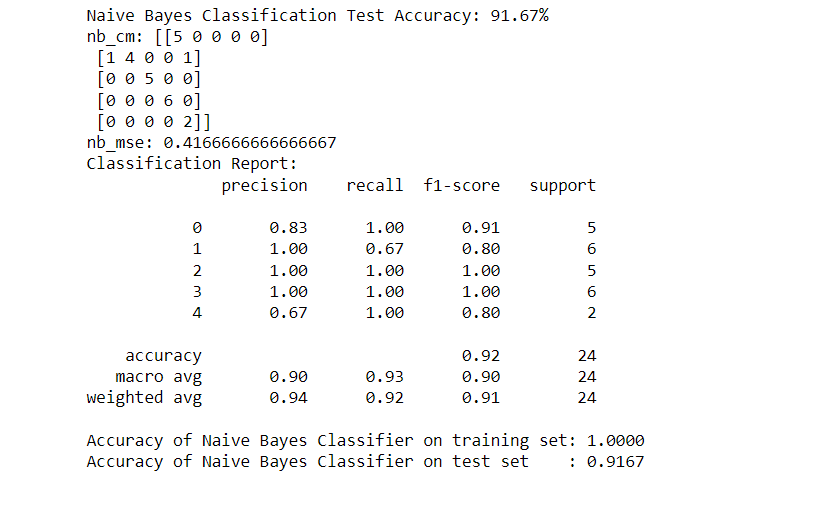 Naive Bayes Classification Test Accuracy: 91.67%
nb_cm: [[5 0 0 0 0]
 [1 4 0 0 1]
 [0 0 5 0 0]
 [0 0 0 6 0]
 [0 0 0 0 2]]
nb_mse: 0.4166666666666667
Classification Report:
              precision    recall  f1-score   support

           0       0.83      1.00      0.91         5
           1       1.00      0.67      0.80         6
           2       1.00      1.00      1.00         5
           3       1.00      1.00      1.00         6
           4       0.67      1.00      0.80         2

    accuracy                           0.92        24
   macro avg       0.90      0.93      0.90        24
weighted avg       0.94      0.92      0.91        24

Accuracy of Naive Bayes Classifier on training set: 1.0000
Accuracy of Naive Bayes Classifier on test set    : 0.9167